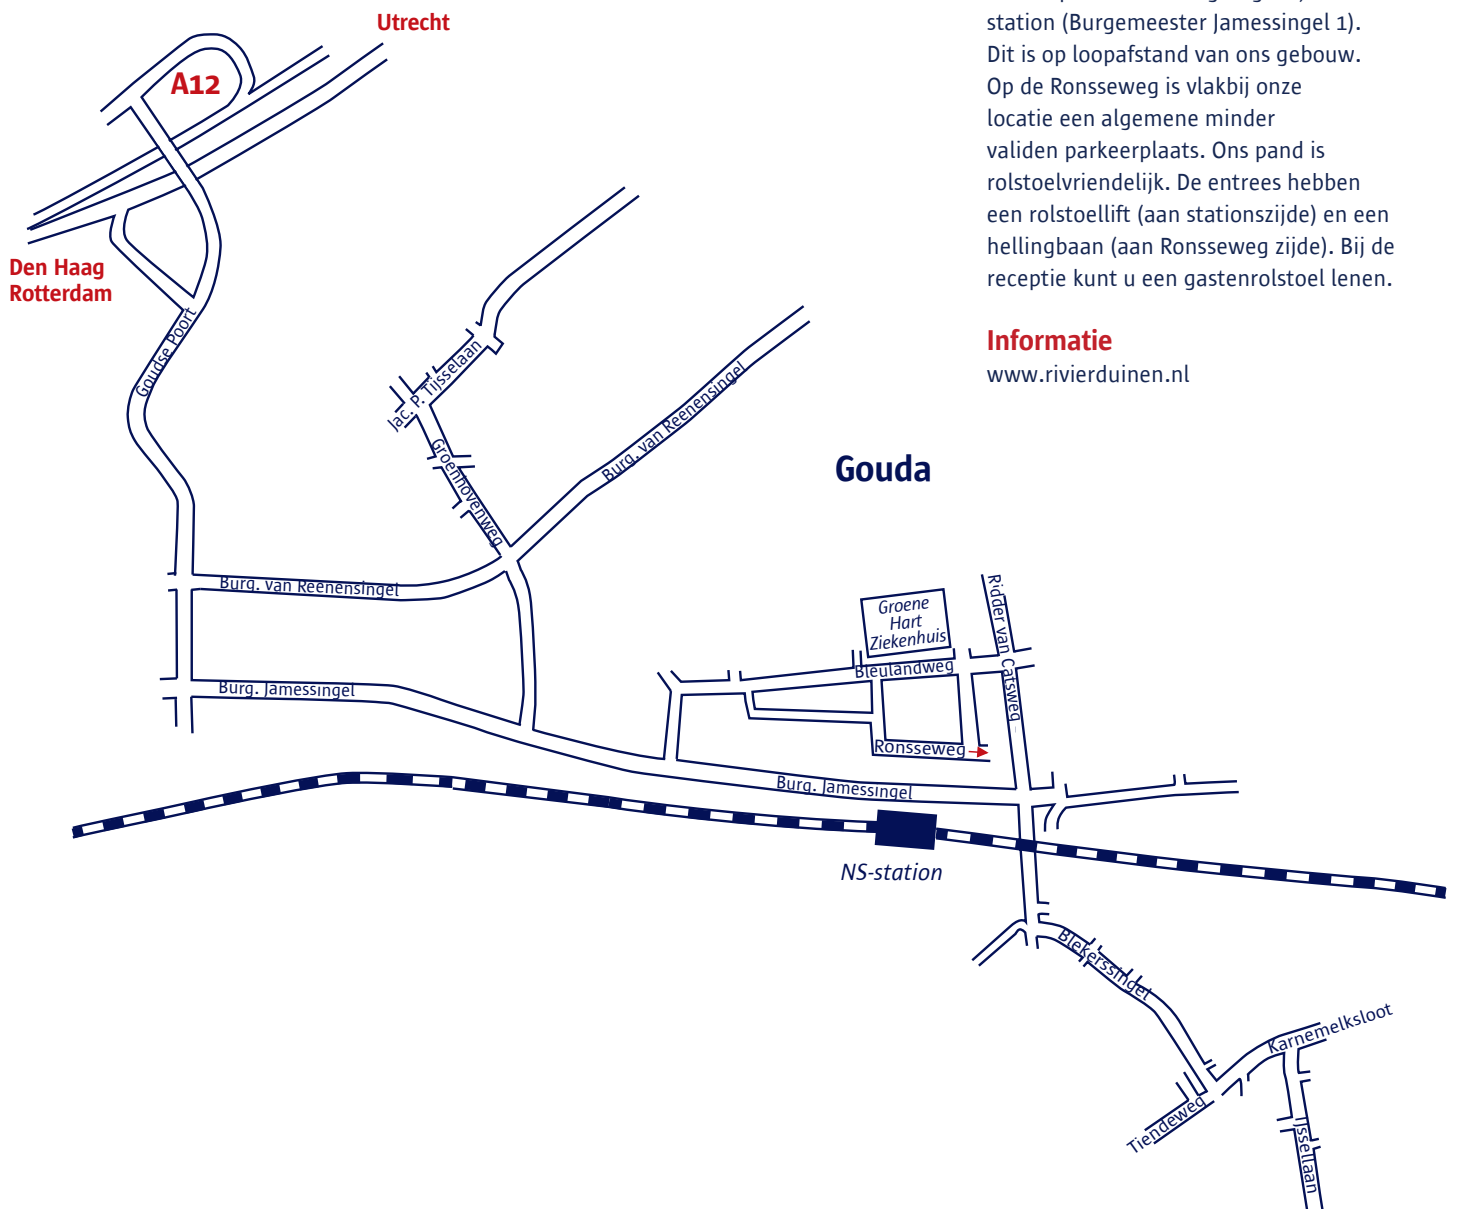 station (Burgemeester Jamessingel 1).
Dit is op loopafstand van ons gebouw.
Op de Ronsseweg is vlakbij onze
locatie een algemene minder
validen parkeerplaats. Ons pand is
rolstoelvriendelijk. De entrees hebben
een rolstoellift (aan stationszijde) en een
hellingbaan (aan Ronsseweg zijde). Bij de
receptie kunt u een gastenrolstoel lenen.
Informatie
www.rivierduinen.nl
Utrecht
A12
Den Haag
Rotterdam
Goudse Poort
Jac. P. Tijsselaan
Groenhovenweg
Burg. van Reenensingel
Gouda
Burg. van Reenensingel
Burg. Jamessingel
Groene
Hart
Ziekenhuis
Bleulandweg
Ridder van Catsweg
Ronsseweg
Burg. Jamessingel
NS-station
Blekerssingel
Karnemelksloot
Tiendeweg
IJssellaan